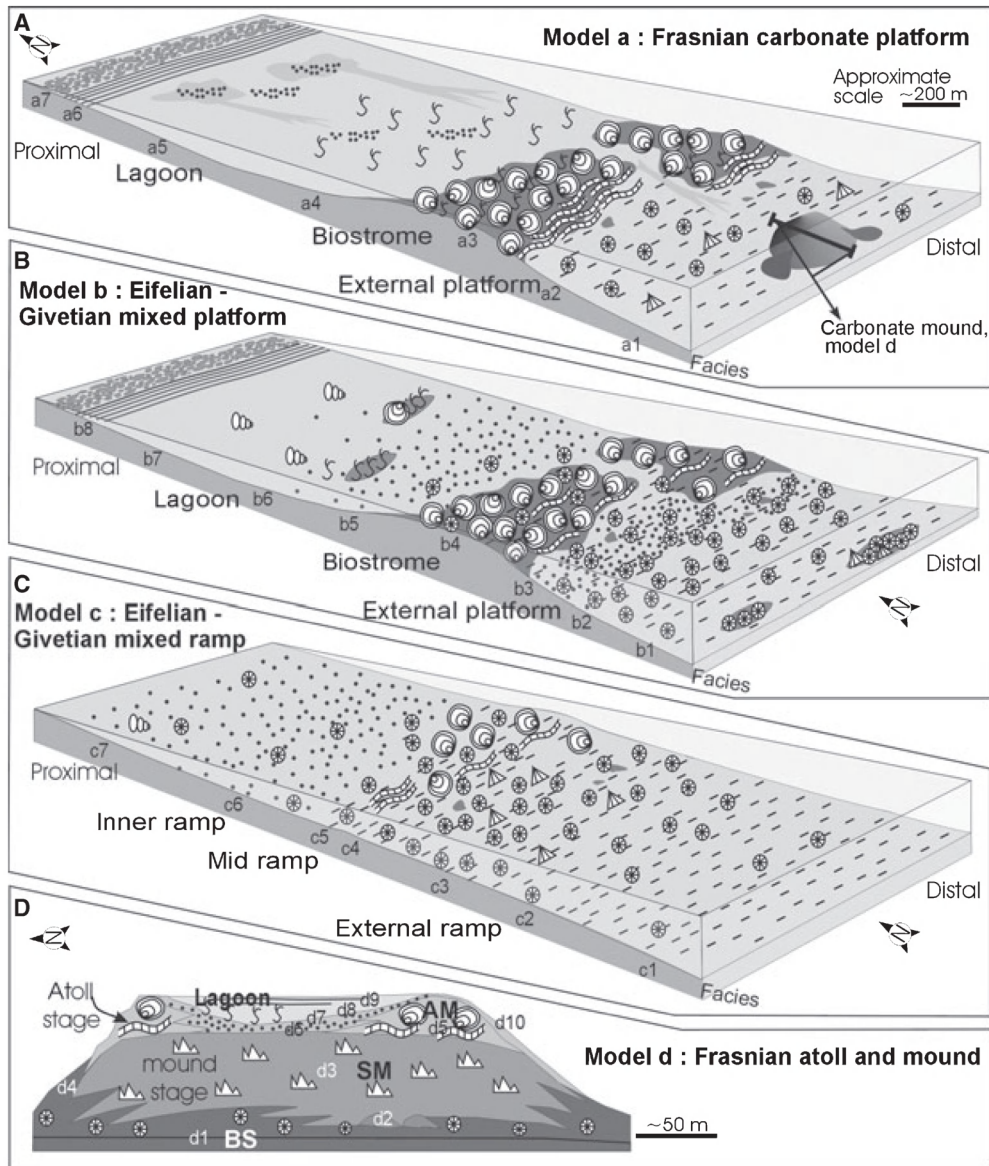 A
N
Model a : Frasnian carbonate platform
Approximate
scale ~200 m
a7
a6
Proximal
a5
Lagoon
a4
Biostrome
a3
External platform
a2
a1
Distal
Carbonate mound,
model d
Facies
B
Model b : Eifelian -
Givetian mixed platform
b8
Proximal
b7
Lagoon
b6
b5
Biostrome
b4
External platform
b3
b2
b1
Distal
N
Facies
C
Model c : Eifelian -
Givetian mixed ramp
c7
Proximal
c6
Inner ramp
c5
c4
Mid ramp
c3
External ramp
c2
c1
Distal
N
Facies
D
N
Model d : Frasnian atoll and mound
Atoll
stage
Lagoon
d9
d8
d7
d6
AM
d5
d10
mound
stage
d3
SM
d4
d2
d1
BS
~50 m